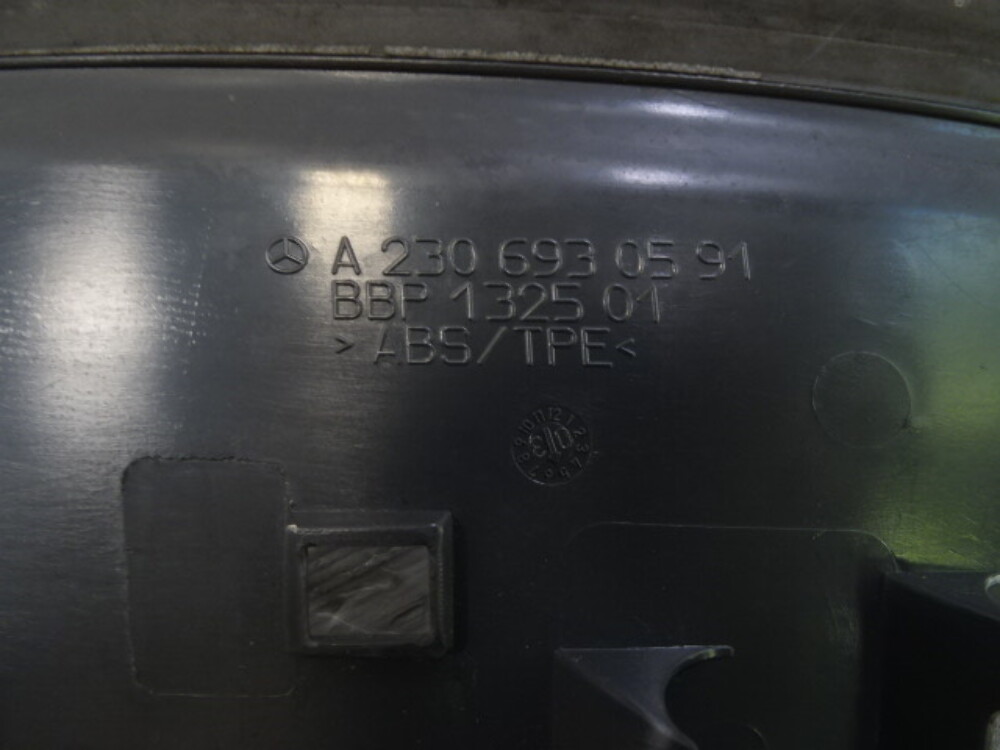 A 230 693 05 91
BBP 1325 01
> ABS/TPE <